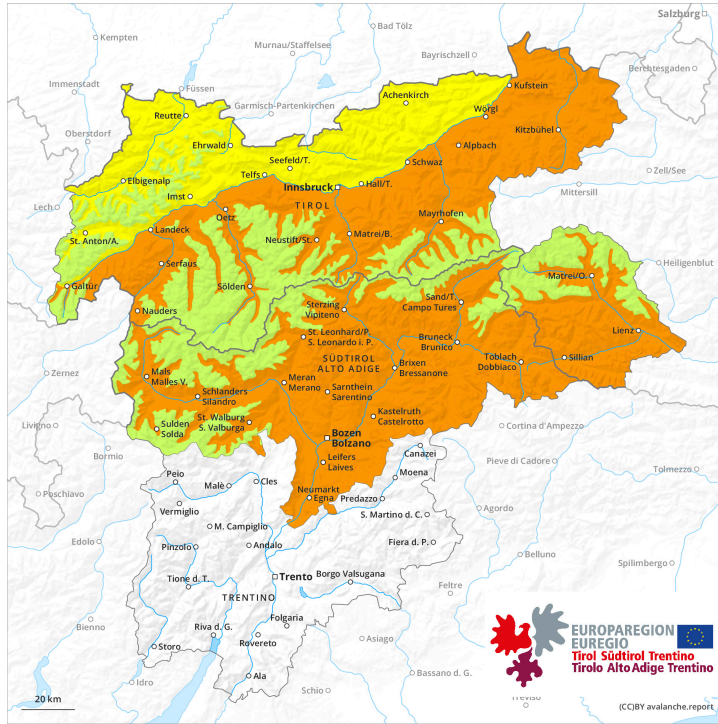 Salzburg
Kempten
Bad Tölz
Murnau/Staffelsee
Bayrischzell
Berchtesgaden
Immenstadt
Füssen
Kufstein
Achenkirch
Garmisch-Partenkirchen
Reutte
Wörgl
Oberstdorf
Kitzbühel
Ehrwald
Alpbach
Seefeld/T.
Schwaz
Zell/See
Elbigenalp
Telfs
Innsbruck
Hall/T.
Mittersill
Imst
Lech
TIROL
Oetz
Mayrhofen
Landeck
St. Anton/A.
Neustift/St.
Matrei/B.
Serfaus
Heiligenblut
Matrei/O.
Galtür
Sölden
Nauders
Sterzing
Vipiteno
Sand/T.
Campo Tures
St. Leonhard/P.
S. Leonardo i. P.
Lienz
Bruneck
Brunico
SÜDTIROL
ALTO ADIGE
Toblach
Dobbiaco
Sillian
Zernez
Mals
Malles V.
Meran
Merano
Brixen
Bressanone
Schlanders
Silandro
Sarnthein
Sarentino
St. Walburg
S. Valburga
Kastelruth
Castelrotto
Sulden
Solda
Livigno
Cortina d'Ampezzo
Bozen
Bolzano
Bormio
Canazei
Leifers
Laives
Pieve di Cadore
Tolmezzo
Peio
Moena
Malè
Cles
Neumarkt
Egna
Predazzo
Poschiavo
Vermiglio
S. Martino d. C.
Agordo
M. Campiglio
Edolo
Pinzolo
Andalo
Fiera d. P.
Belluno
Spilimbergo
Tione d. T.
Trento
Borgo Valsugana
Feltre
TRENTINO
Folgaria
Bienno
Riva d. G.
Rovereto
Asiago
Storo
Ala
Bassano d. G.
Idro
Schio
Treviso
EUROPAREGION
EUREGIO
Tirol Südtirol Trentino
Tirolo Alto Adige Trentino
20 km
(CC)BY avalanche.report